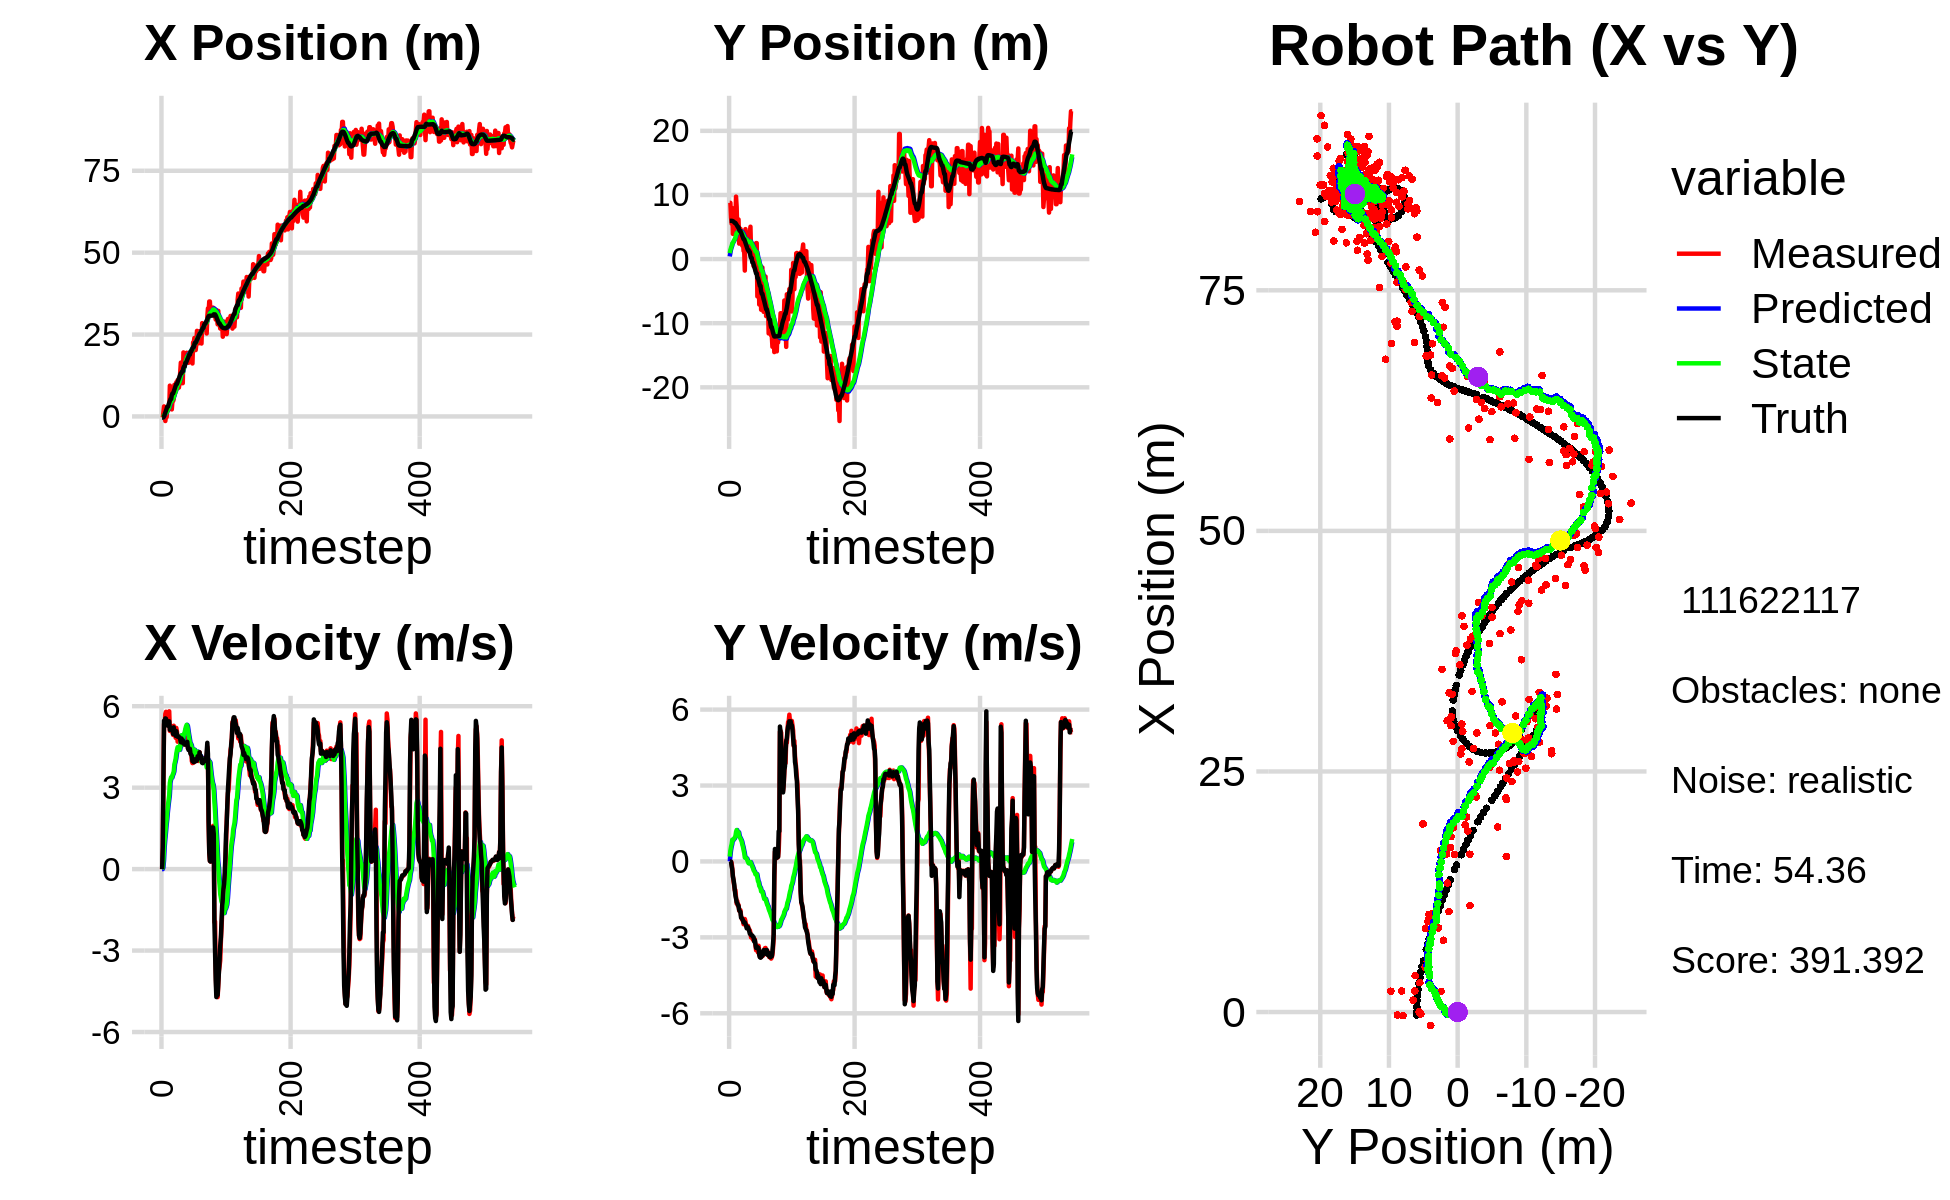 X Position (m)
75
50
25
0
0
200
400
timestep
Y Position (m)
20
10
0
-10
-20
0
200
400
timestep
X Velocity (m/s)
6
3
0
-3
-6
0
200
400
timestep
Y Velocity (m/s)
6
3
0
-3
-6
0
200
400
timestep
Robot Path (X vs Y)
X Position (m)
75
50
25
0
20 10 0 -10 -20
Y Position (m)
variable
Measured
Predicted
State
Truth
111622117
Obstacles: none
Noise: realistic
Time: 54.36
Score: 391.392